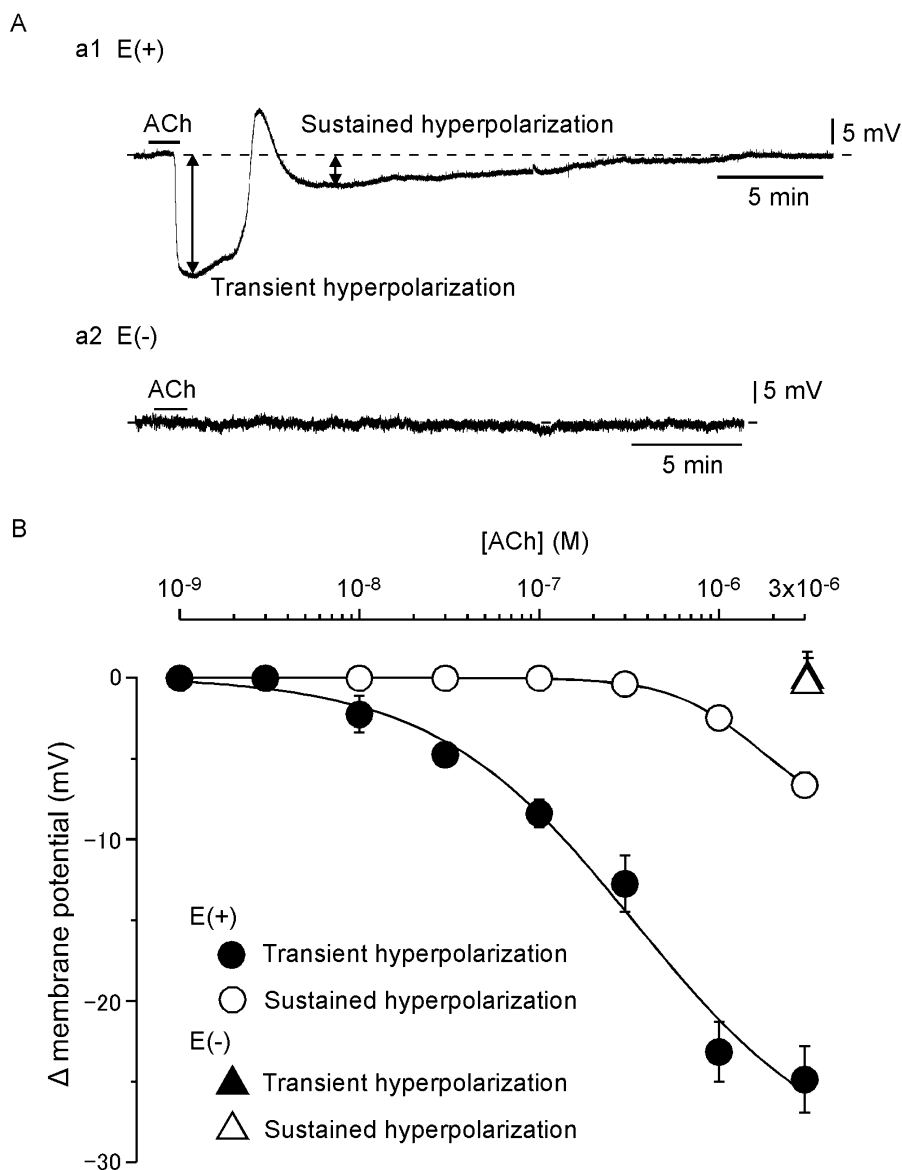 A
a1 E(+)
ACh
Sustained hyperpolarization
5 mV
5 min
Transient hyperpolarization
a2 E(-)
ACh
5 mV
5 min
B
[ACh] (M)
10⁻⁹ 10⁻⁸ 10⁻⁷ 10⁻⁶ 3x10⁻⁶
0
−10
−20
−30
Δ membrane potential (mV)
E(+)
Transient hyperpolarization
Sustained hyperpolarization
E(-)
Transient hyperpolarization
Sustained hyperpolarization